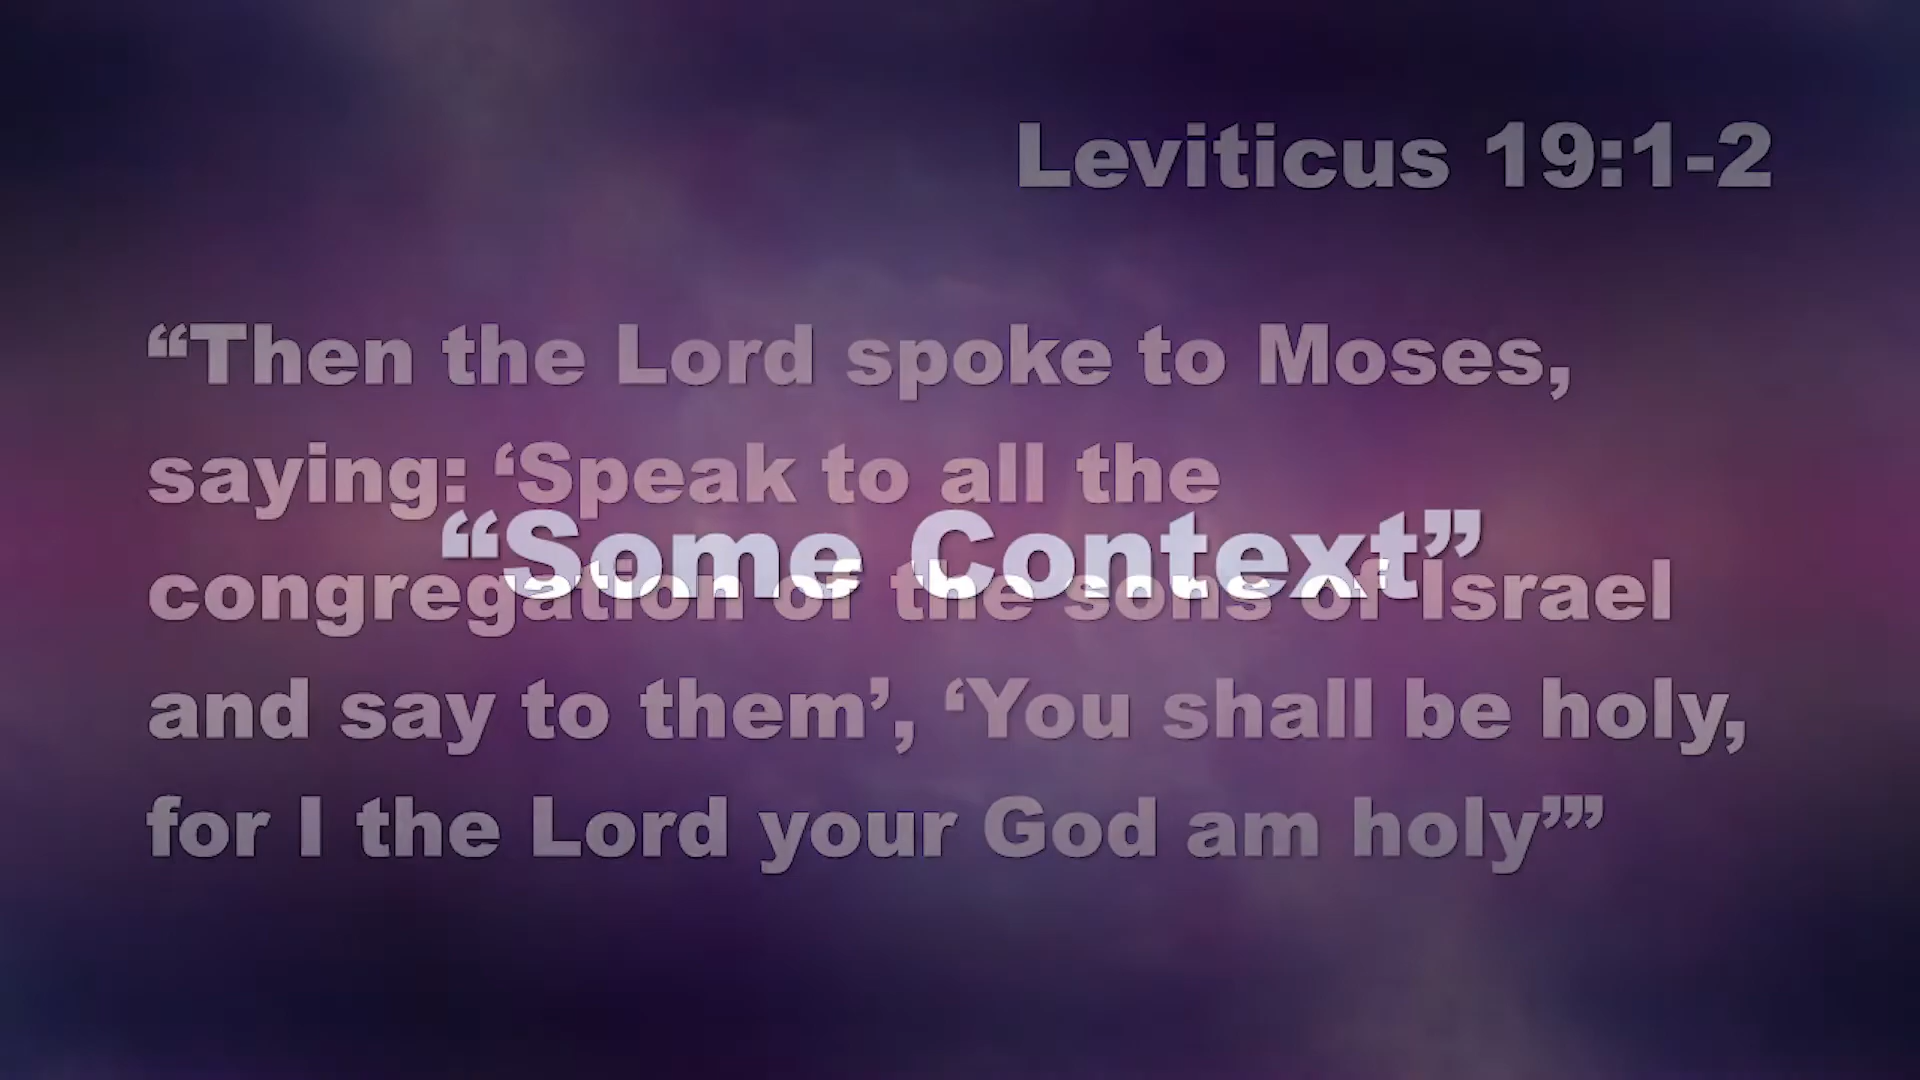 Leviticus 19:1-2
“Then the Lord spoke to Moses,
saying: ‘Speak to all the
“Some Context”
congregation of the sons of Israel
and say to them’, ‘You shall be holy,
for I the Lord your God am holy’”’